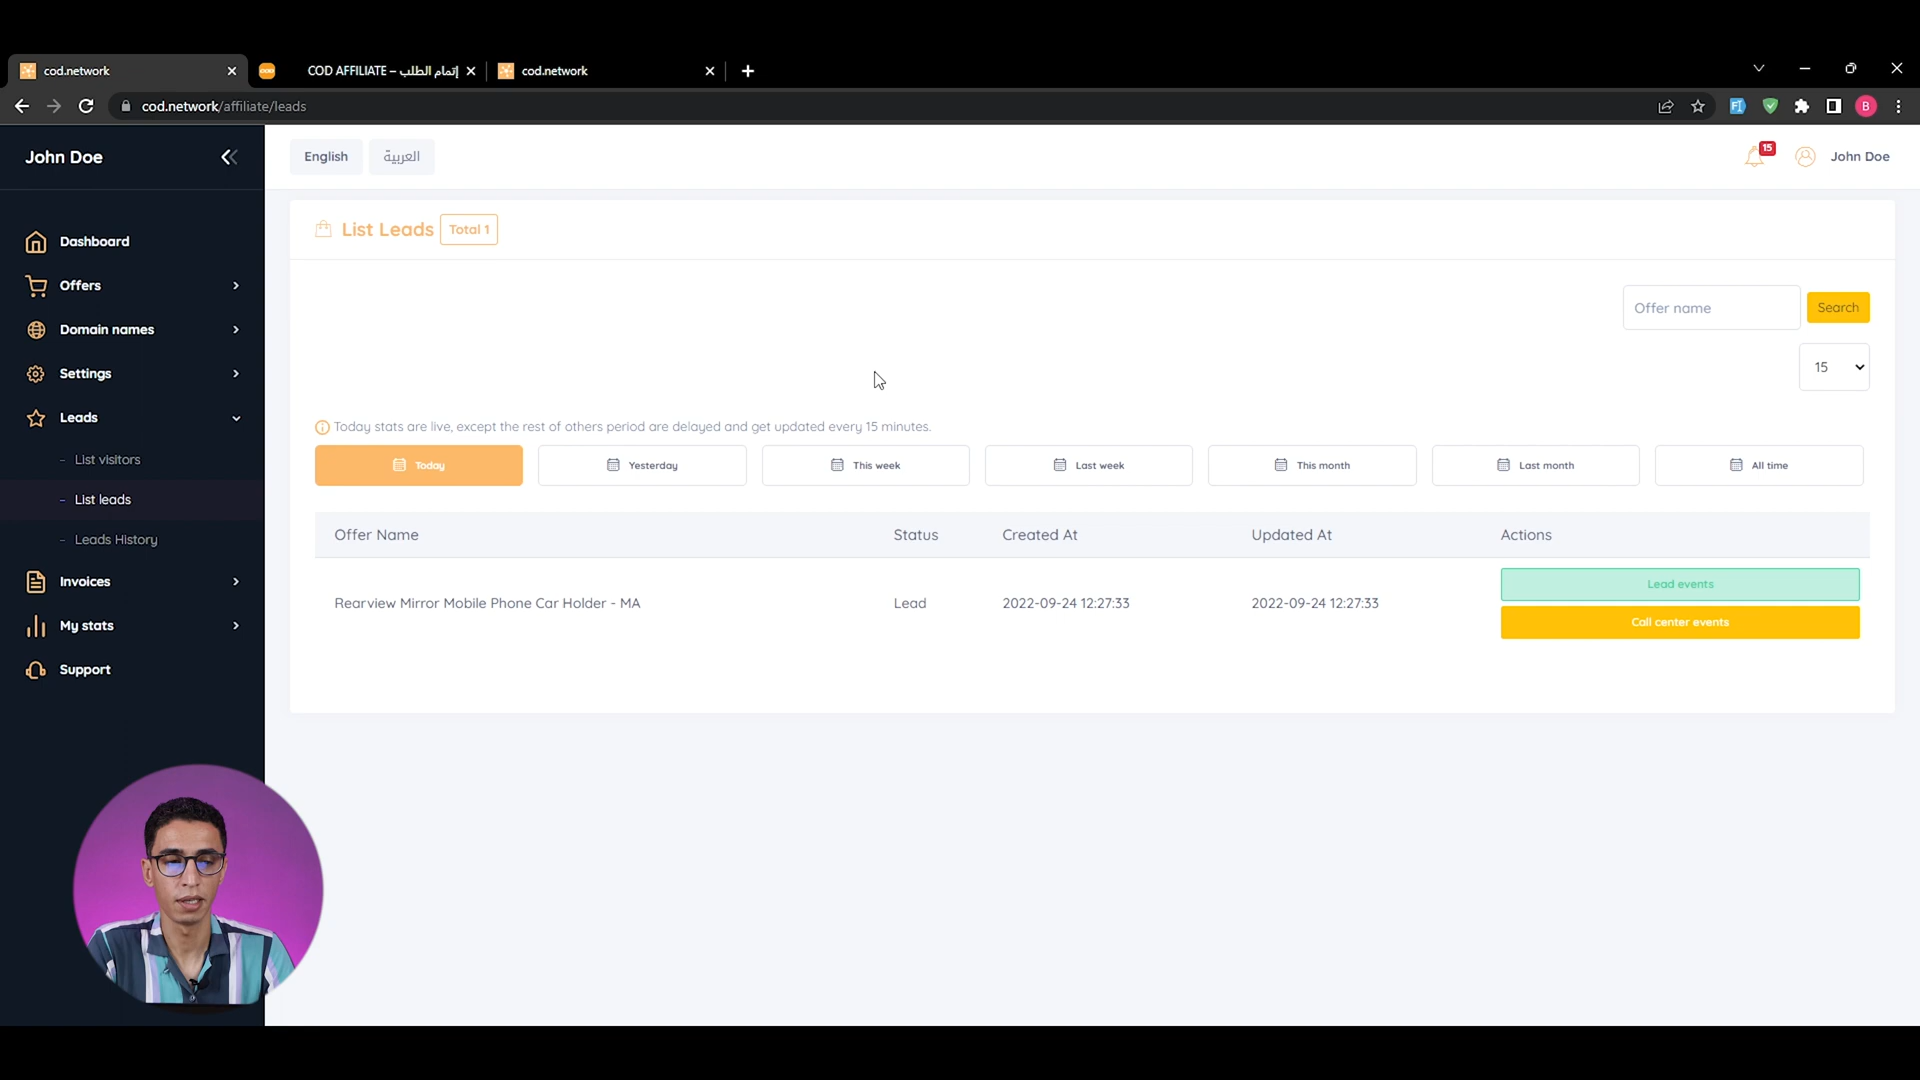 cod.network
COD AFFILIATE – إتمام الطلب
cod.network
cod.network/affiliate/leads
B
John Doe
English
العربية
15
John Doe
Dashboard
Offers
Domain names
Settings
Leads
- List visitors
- List leads
- Leads History
Invoices
My stats
Support
List Leads
Total 1
Offer name
Search
15
Today stats are live, except the rest of others period are delayed and get updated every 15 minutes.
Today
Yesterday
This week
Last week
This month
Last month
All time
Offer Name Status Created At Updated At Actions
Rearview Mirror Mobile Phone Car Holder - MA Lead 2022-09-24 12:27:33 2022-09-24 12:27:33
Lead events
Call center events